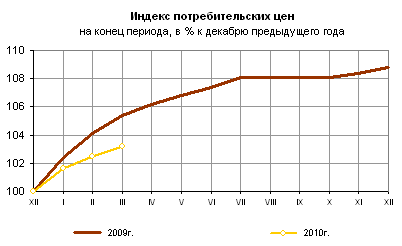 Индекс потребительских цен
на конец периода, в % к декабрю предыдущего года
110
108
106
104
102
100
XII I II III IV V VI VII VIII IX X XI XII
2009г. 2010г.